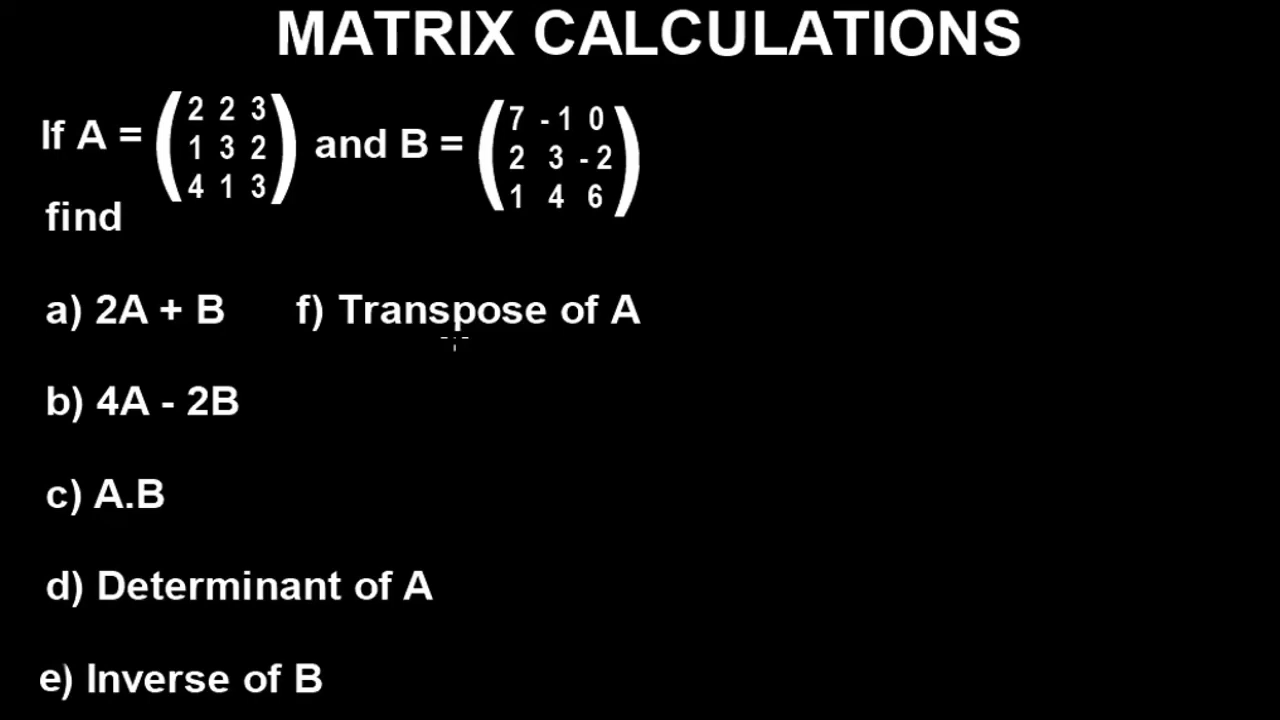 MATRIX CALCULATIONS
If A = ( 2 2 3 ) and B = ( 7 - 1 0 )
1 3 2 2 3 - 2
4 1 3 1 4 6
find
a) 2A + B f) Transpose of A
b) 4A - 2B
c) A.B
d) Determinant of A
e) Inverse of B